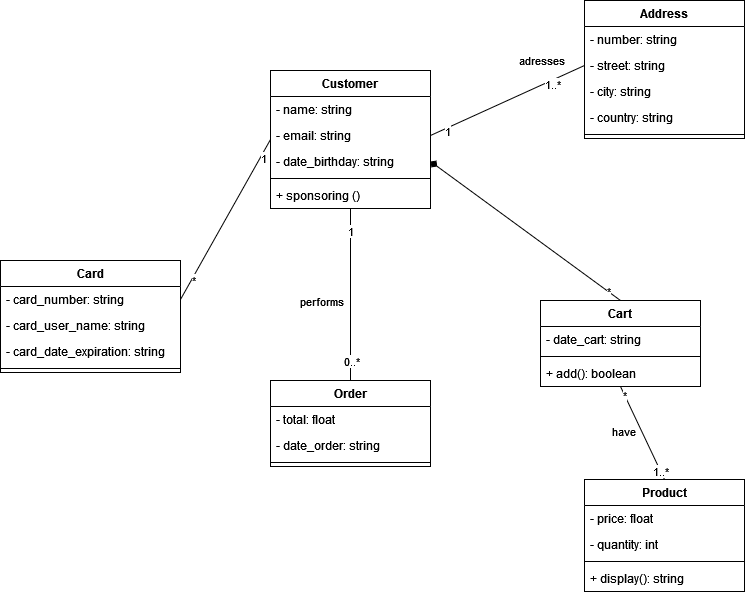 Address
- number: string
- street: string
- city: string
- country: string
adresses
1..*
1
Customer
- name: string
- email: string
- date_birthday: string
+ sponsoring ()
1
*
Card
- card_number: string
- card_user_name: string
- card_date_expiration: string
1
performs
0..*
Order
- total: float
- date_order: string
*
Cart
- date_cart: string
+ add(): boolean
*
have
1..*
Product
- price: float
- quantity: int
+ display(): string